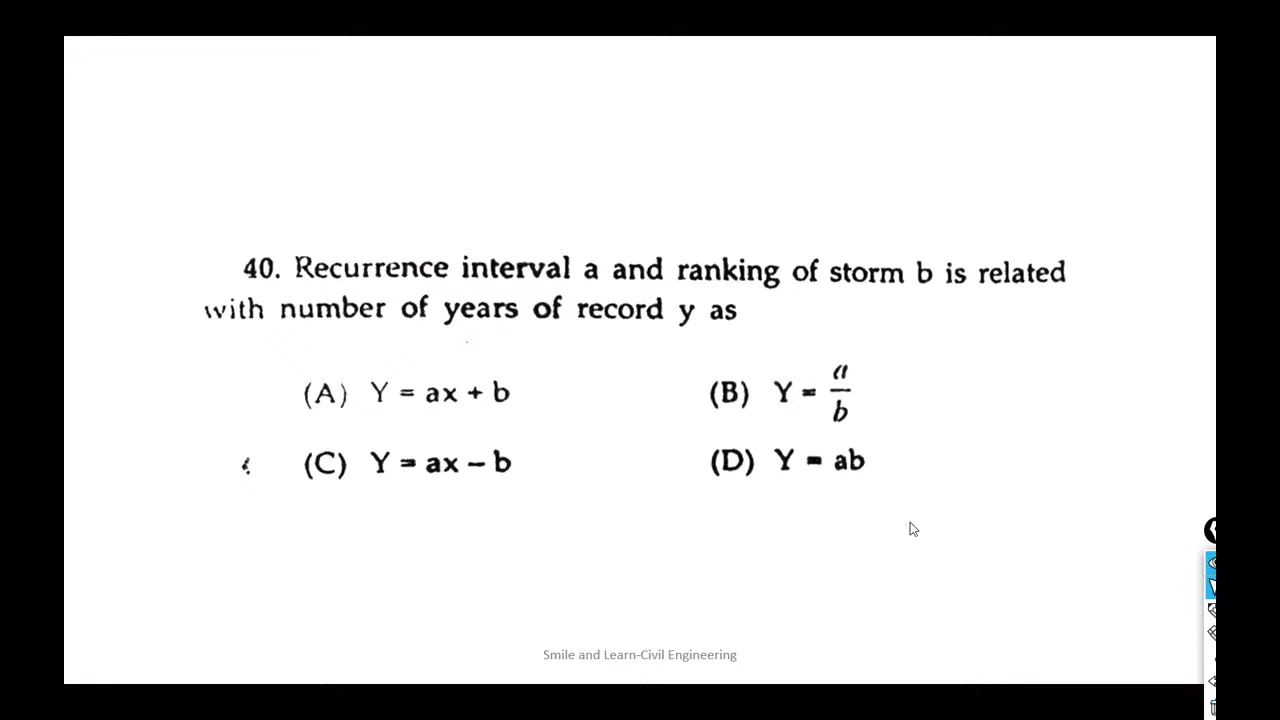 40. Recurrence interval a and ranking of storm b is related
with number of years of record y as
(A) Y = ax + b
(B) Y = a/b
(C) Y = ax – b
(D) Y = ab
Smile and Learn-Civil Engineering